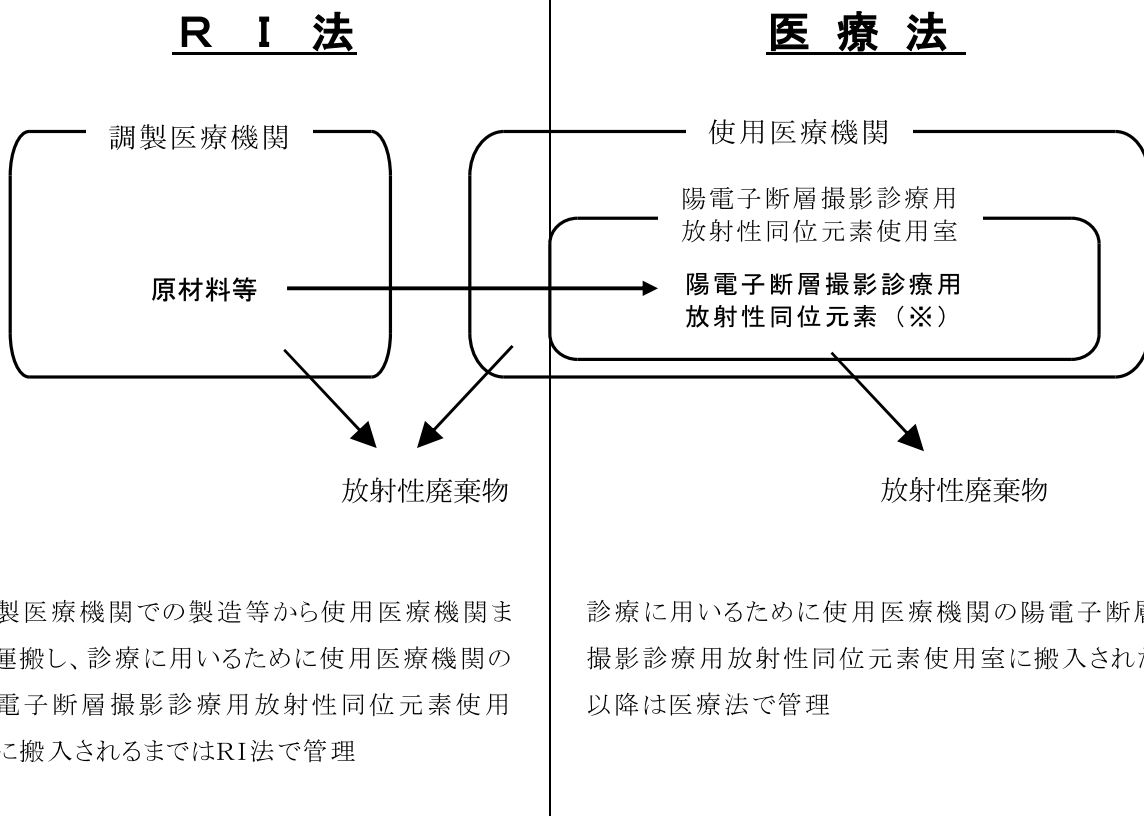 ＲＩ法
医療法
調製医療機関
使用医療機関
陽電子断層撮影診療用
放射性同位元素使用室
原材料等
陽電子断層撮影診療用
放射性同位元素（※）
放射性廃棄物
放射性廃棄物
製医療機関での製造等から使用医療機関ま
運搬し、診療に用いるために使用医療機関の
電子断層撮影診療用放射性同位元素使用
に搬入されるまではRI法で管理
診療に用いるために使用医療機関の陽電子断層
撮影診療用放射性同位元素使用室に搬入された
以降は医療法で管理